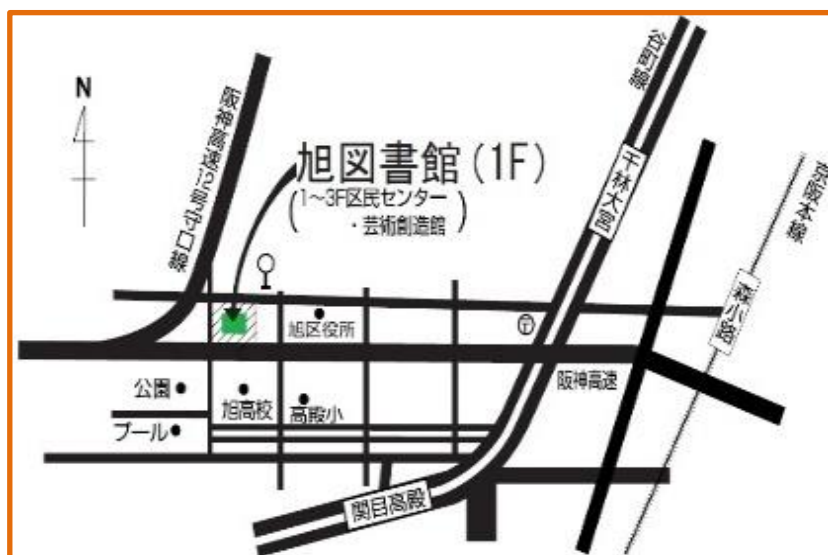 N
阪神高速12号守口線
旭図書館(1F)
(1~3F区民センター
・芸術創造館)
谷町線
千林大宮
京阪本線
森小路
旭区役所
〒
阪神高速
公園
旭高校
高殿小
プール
関目高殿